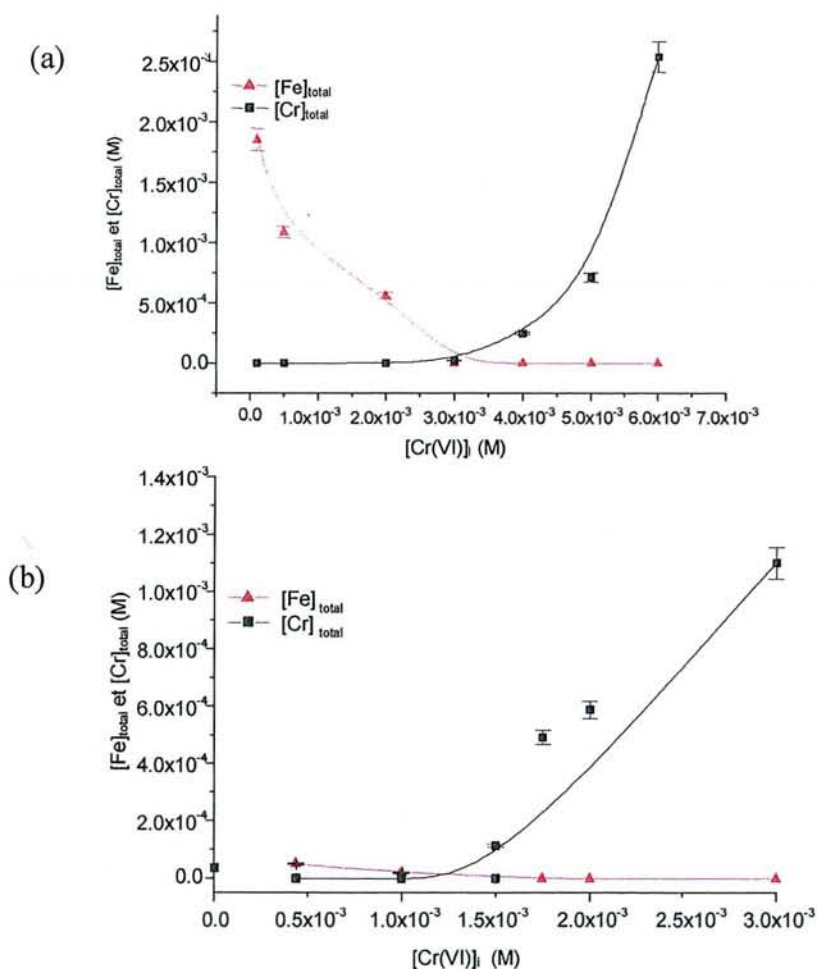 (a)
[Fe]total
[Cr]total
[Fe]total et [Cr]total (M)
2.5x10-3
2.0x10-3
1.5x10-3
1.0x10-3
5.0x10-4
0.0
0.0 1.0x10-3 2.0x10-3 3.0x10-3 4.0x10-3 5.0x10-3 6.0x10-3 7.0x10-3
[Cr(VI)]i (M)
(b)
[Fe] total
[Cr] total
[Fe]total et [Cr]total (M)
1.4x10-3
1.2x10-3
1.0x10-3
8.0x10-4
6.0x10-4
4.0x10-4
2.0x10-4
0.0
0.0 5.0x10-4 1.0x10-3 1.5x10-3 2.0x10-3 2.5x10-3 3.0x10-3
[Cr(VI)]i (M)